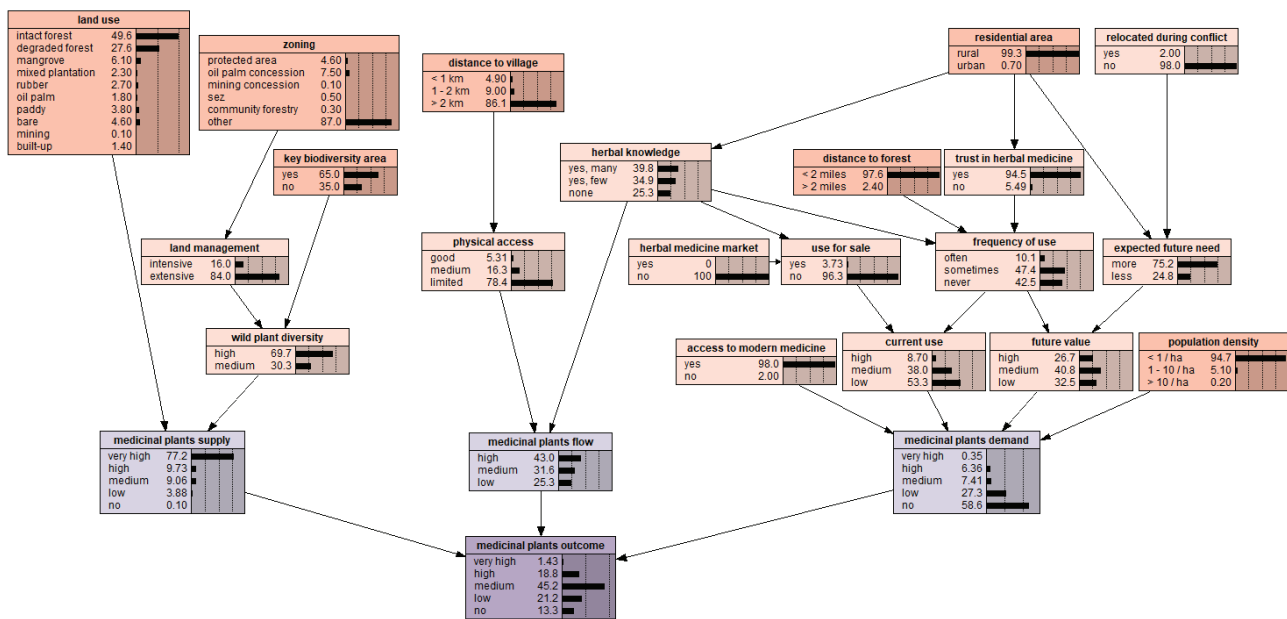 land use
intact forest 49.6
degraded forest 27.6
mangrove 6.10
mixed plantation 2.30
rubber 2.70
oil palm 1.80
paddy 3.80
bare 4.60
mining 0.10
built-up 1.40
zoning
protected area 4.60
oil palm concession 7.50
mining concession 0.10
sez 0.50
community forestry 0.30
other 87.0
distance to village
< 1 km 4.90
1 - 2 km 9.00
> 2 km 86.1
residential area
rural 99.3
urban 0.70
relocated during conflict
yes 2.00
no 98.0
key biodiversity area
yes 65.0
no 35.0
herbal knowledge
yes, many 39.8
yes, few 34.9
none 25.3
distance to forest
< 2 miles 97.6
> 2 miles 2.40
trust in herbal medicine
yes 94.5
no 5.49
land management
intensive 16.0
extensive 84.0
physical access
good 5.31
medium 16.3
limited 78.4
herbal medicine market
yes 0
no 100
use for sale
yes 3.73
no 96.3
frequency of use
often 10.1
sometimes 47.4
never 42.5
expected future need
more 75.2
less 24.8
wild plant diversity
high 69.7
medium 30.3
access to modern medicine
yes 98.0
no 2.00
current use
high 8.70
medium 38.0
low 53.3
future value
high 26.7
medium 40.8
low 32.5
population density
< 1 / ha 94.7
1 - 10 / ha 5.10
> 10 / ha 0.20
medicinal plants supply
very high 77.2
high 9.73
medium 9.06
low 3.88
no 0.10
medicinal plants flow
high 43.0
medium 31.6
low 25.3
medicinal plants demand
very high 0.35
high 6.36
medium 7.41
low 27.3
no 58.6
medicinal plants outcome
very high 1.43
high 18.8
medium 45.2
low 21.2
no 13.3